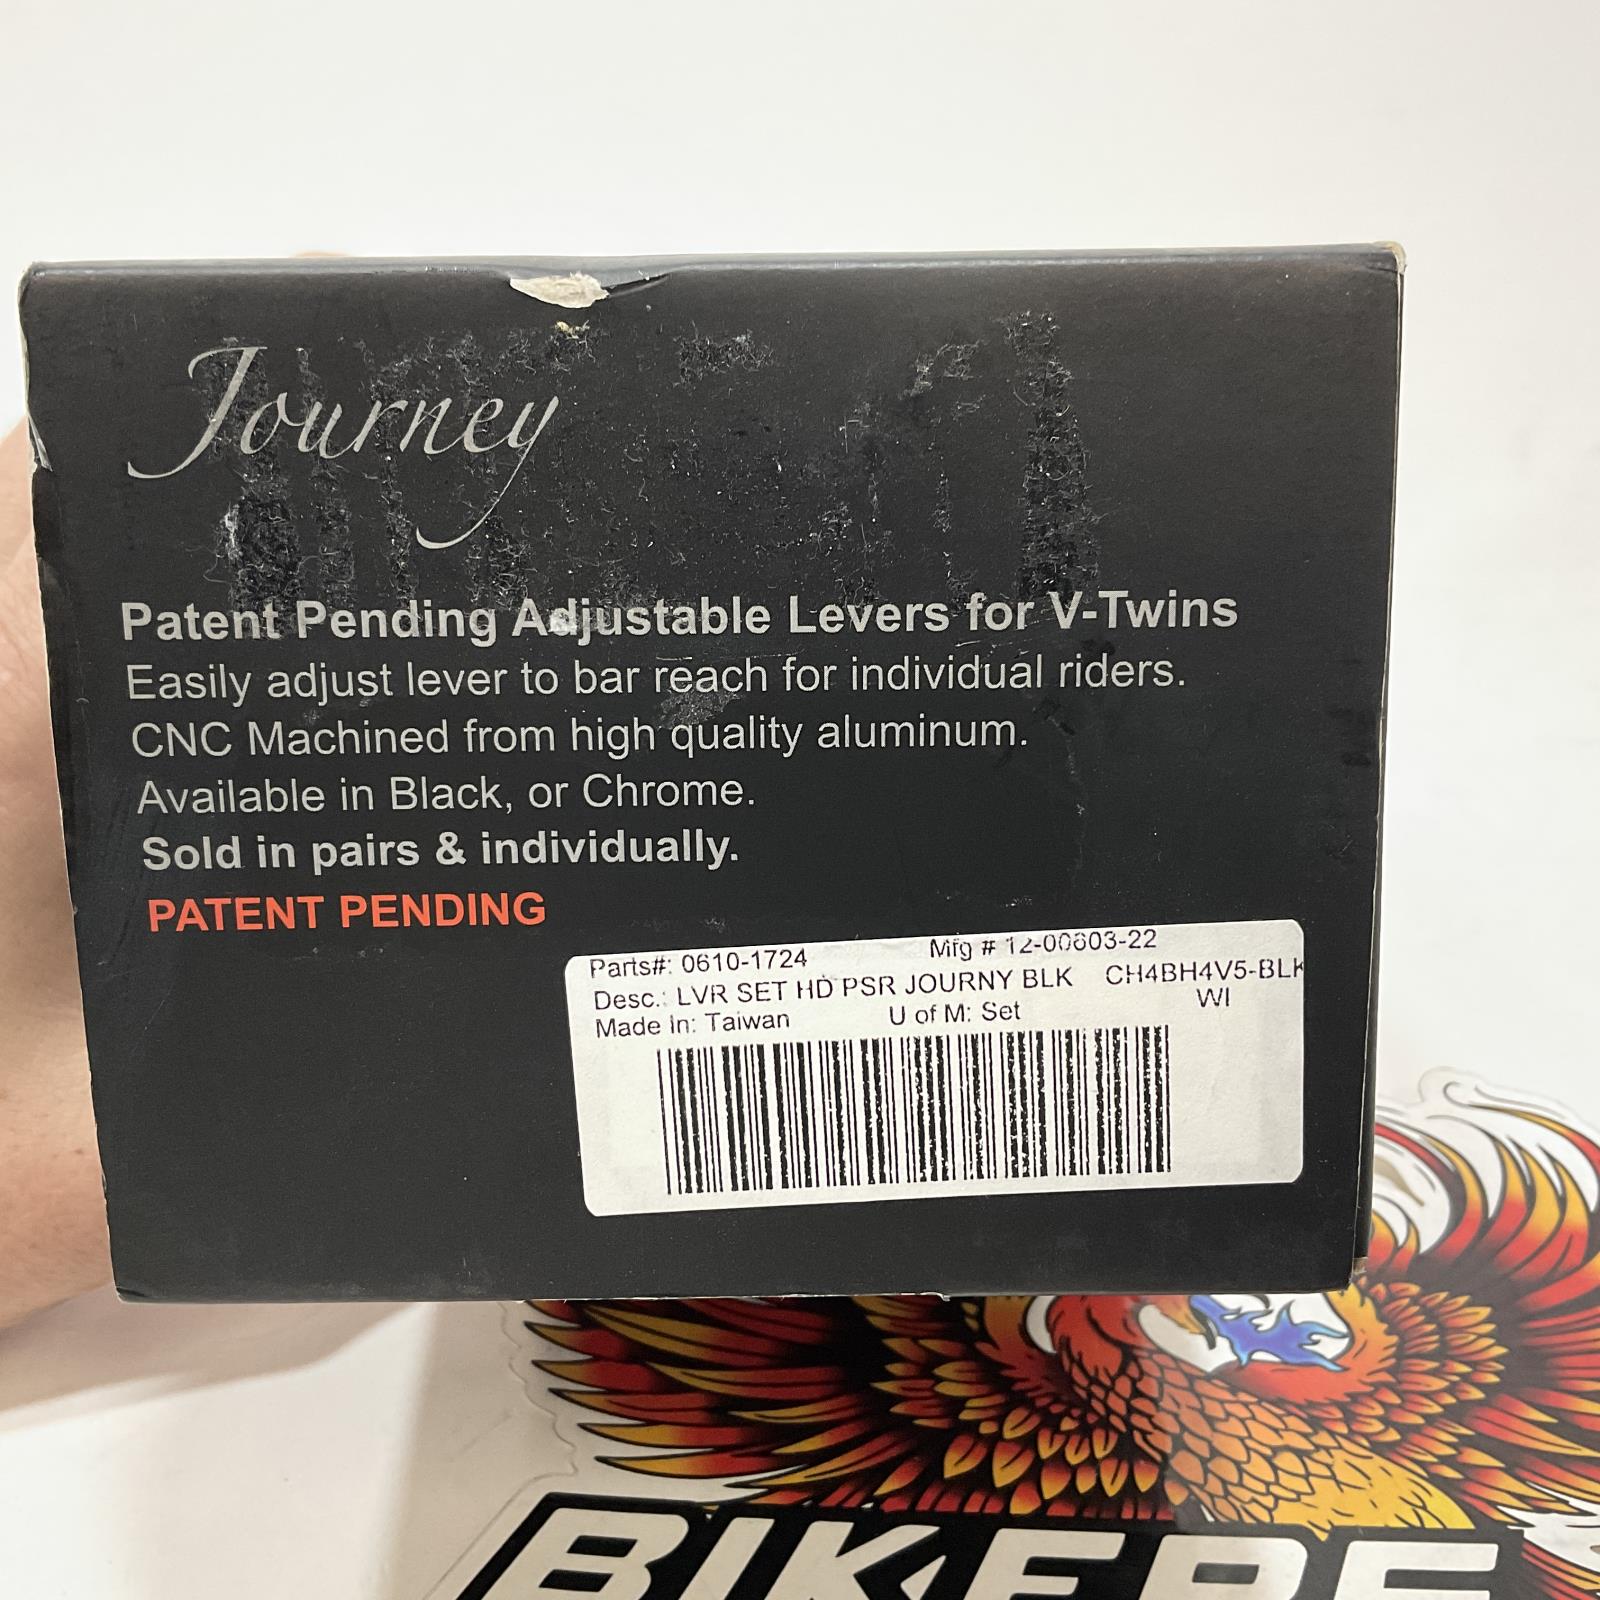 Journey
Patent Pending Adjustable Levers for V-Twins
Easily adjust lever to bar reach for individual riders.
CNC Machined from high quality aluminum.
Available in Black, or Chrome.
Sold in pairs & individually.
PATENT PENDING
Parts#: 0610-1724 Mfg # 12-00603-22
Desc.: LVR SET HD PSR JOURNY BLK CH4BH4V5-BLK
WI
Made In: Taiwan U of M: Set